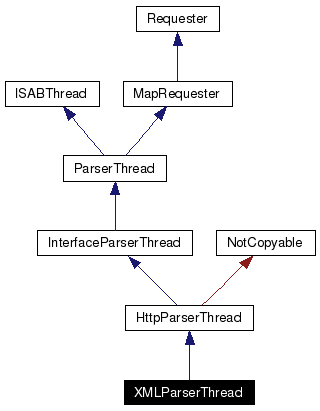 Requester
ISABThread
MapRequester
ParserThread
InterfaceParserThread
NotCopyable
HttpParserThread
XMLParserThread